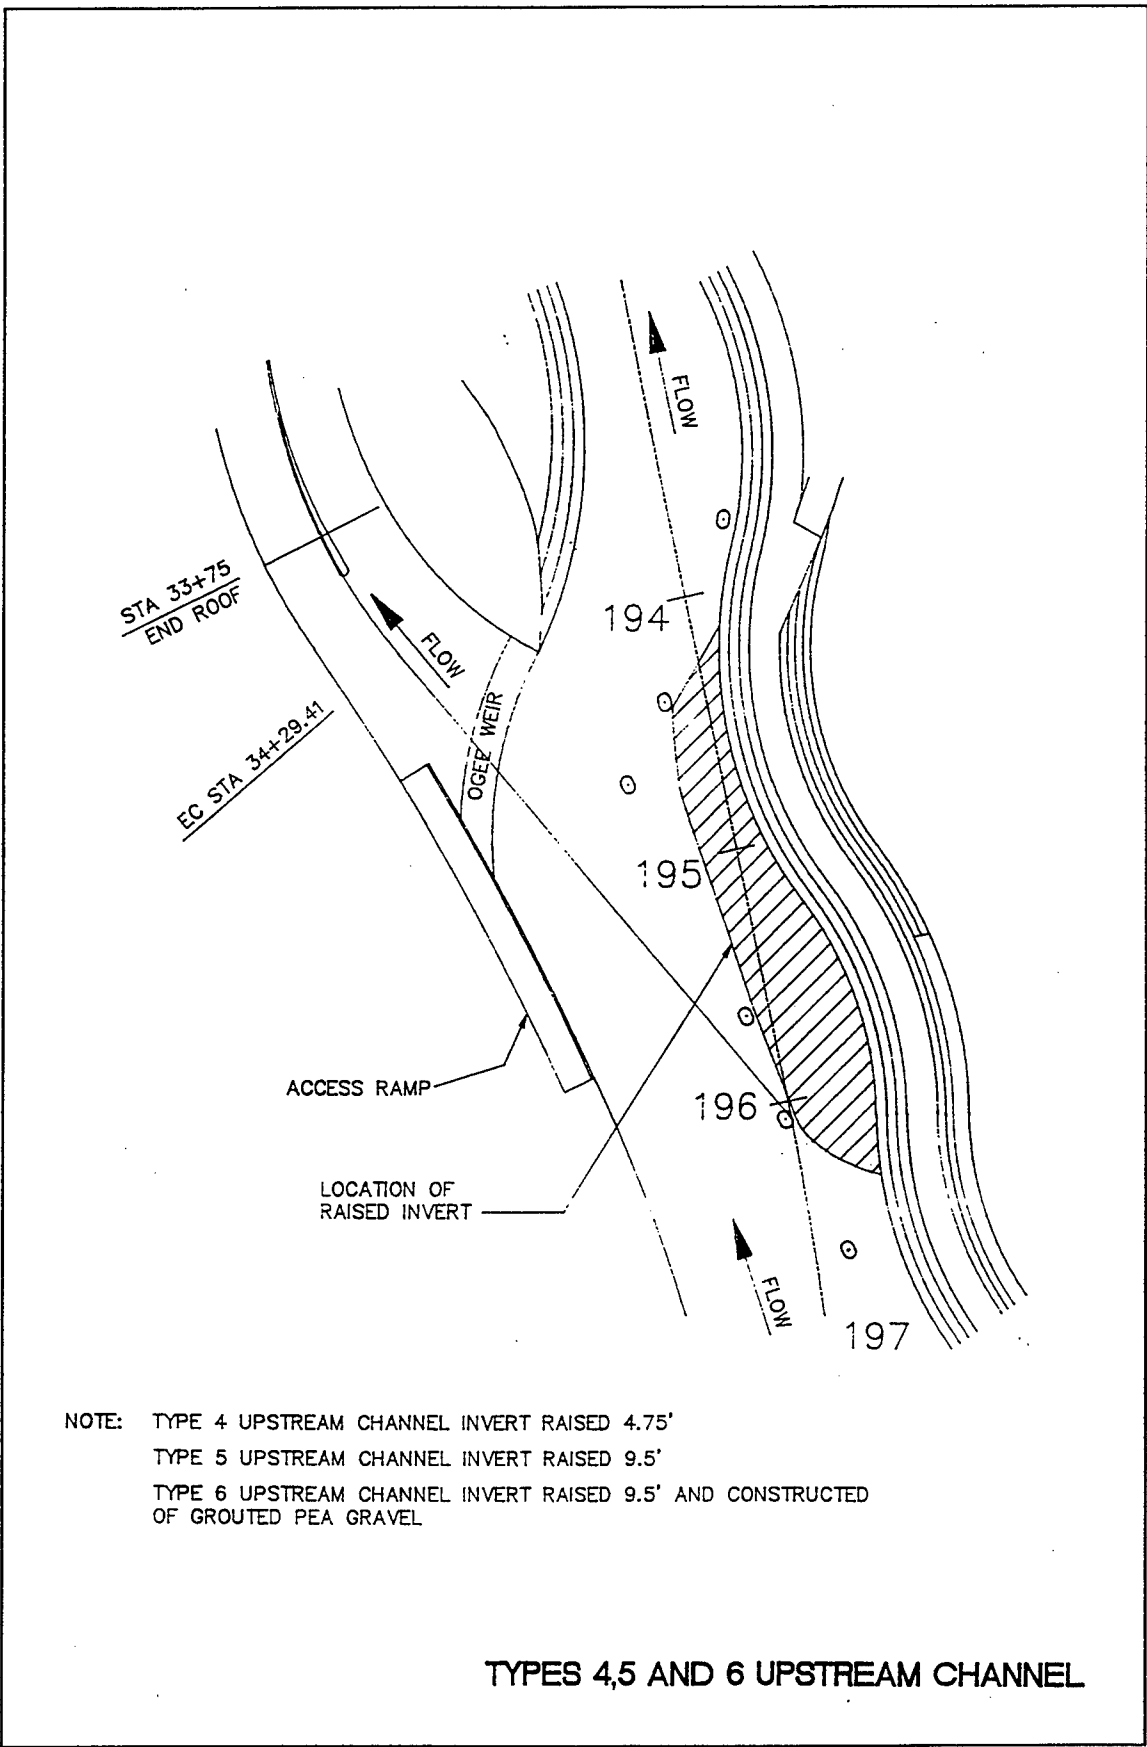 FLOW
STA 33+75
END ROOF
194
FLOW
OGEE WEIR
EC STA 34+29.41
195
ACCESS RAMP
196
LOCATION OF
RAISED INVERT
FLOW
197
NOTE: TYPE 4 UPSTREAM CHANNEL INVERT RAISED 4.75'
TYPE 5 UPSTREAM CHANNEL INVERT RAISED 9.5'
TYPE 6 UPSTREAM CHANNEL INVERT RAISED 9.5' AND CONSTRUCTED
OF GROUTED PEA GRAVEL
TYPES 4,5 AND 6 UPSTREAM CHANNEL